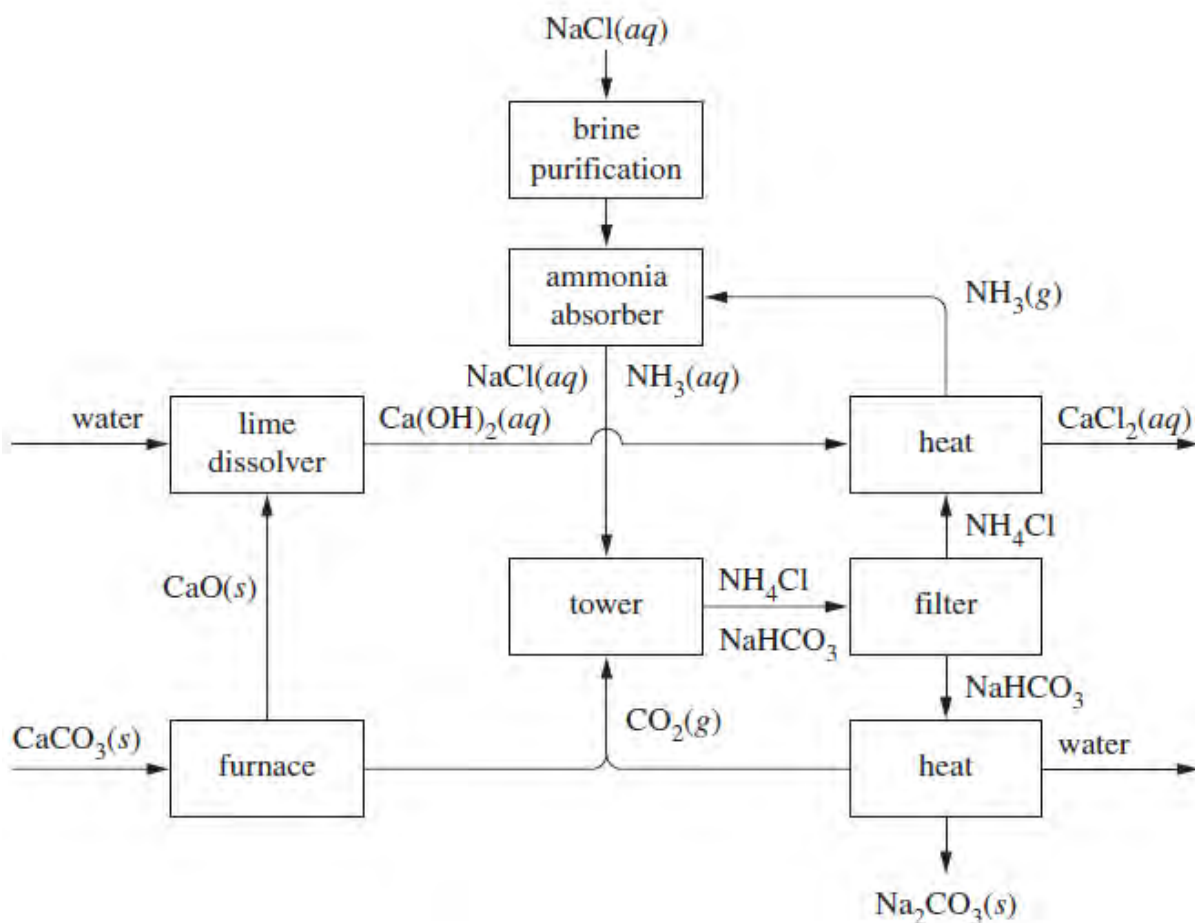 NaCl(aq)
brine
purification
ammonia
absorber
NH₃(g)
NaCl(aq) NH₃(aq)
water
lime
dissolver
Ca(OH)₂(aq)
heat
CaCl₂(aq)
NH₄Cl
CaO(s)
tower
NH₄Cl
NaHCO₃
filter
NaHCO₃
CaCO₃(s)
furnace
CO₂(g)
heat
water
Na₂CO₃(s)